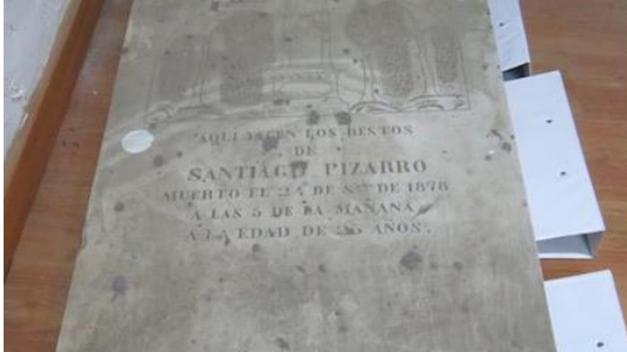 AQUI YACEN LOS RESTOS
DE
SANTIAGO PIZARRO
MUERTO EL 24 DE DE 1878
A LAS 5 DE LA MAÑANA
A LA EDAD DE AÑOS.